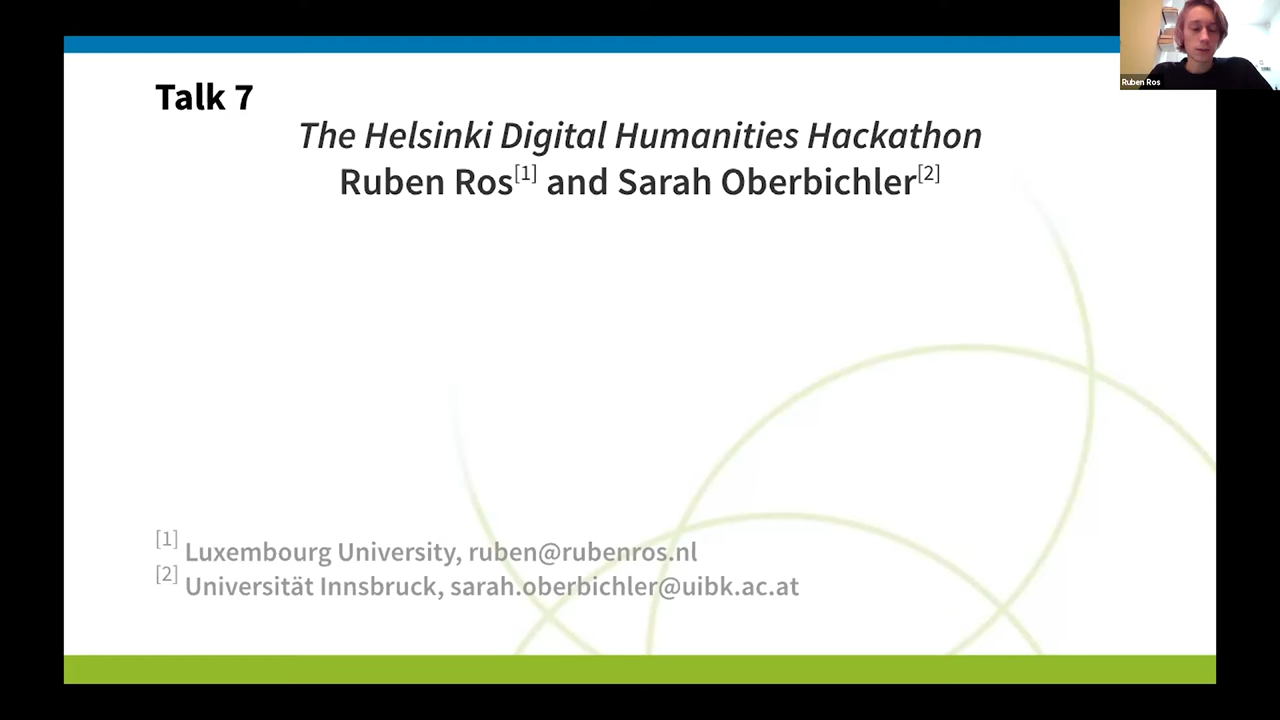 Talk 7
The Helsinki Digital Humanities Hackathon
Ruben Ros[1] and Sarah Oberbichler[2]
[1] Luxembourg University, ruben@rubenros.nl
[2] Universität Innsbruck, sarah.oberbichler@uibk.ac.at
Ruben Ros